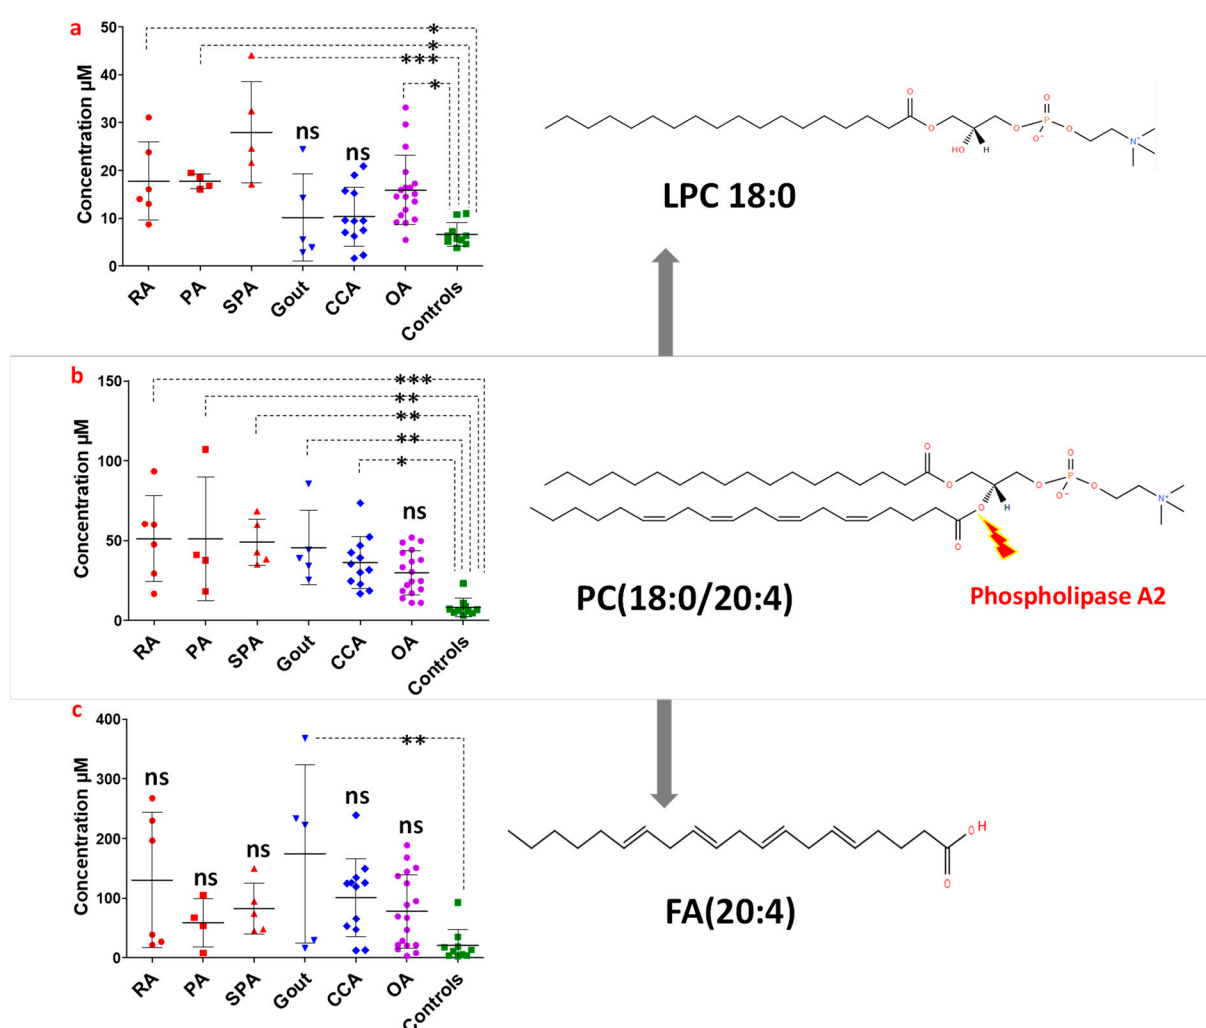 a
Concentration µM
50
40
30
20
10
0
*
*
***
*
ns
ns
RA
PA
SPA
Gout
CCA
OA
Controls
O
O
HO
H
O
P
O
O⁻
O
N⁺
LPC 18:0
b
Concentration µM
150
100
50
0
***
**
**
**
*
ns
RA
PA
SPA
Gout
CCA
OA
Controls
O
O
O
O
H
O
P
O
O⁻
O
N⁺
PC(18:0/20:4)
Phospholipase A2
c
Concentration µM
400
300
200
100
0
ns
ns
ns
**
ns
ns
RA
PA
SPA
Gout
CCA
OA
Controls
O
H
O
FA(20:4)